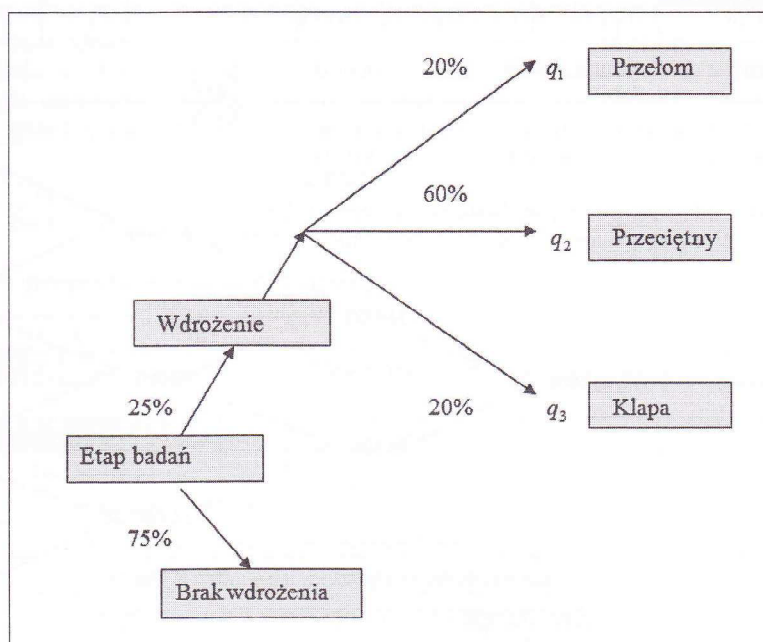 20% q1 Przełom
60% q2 Przeciętny
Wdrożenie
25% 20% q3 Klapa
Etap badań
75%
Brak wdrożenia